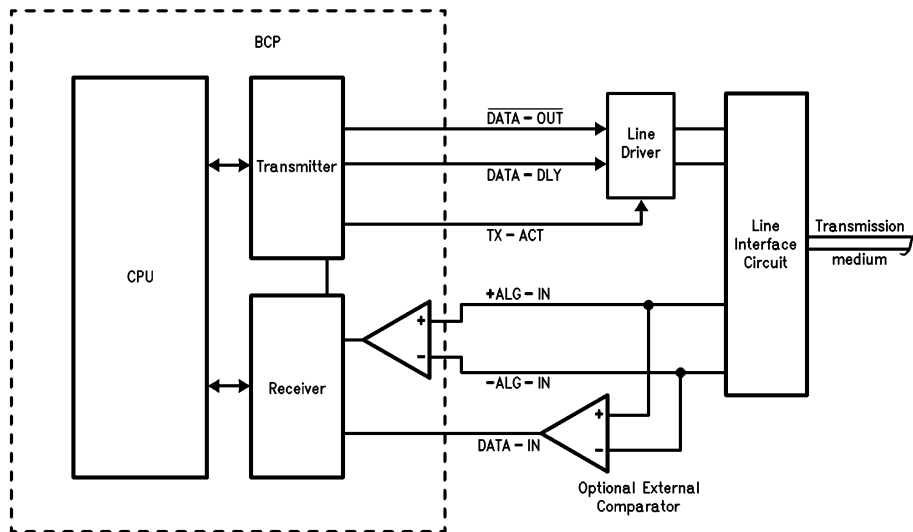 BCP
CPU
Transmitter
Receiver
DATA-OUT
DATA-DLY
TX-ACT
Line
Driver
Line
Interface
Circuit
Transmission
medium
+ALG-IN
+
-
-ALG-IN
+
-
DATA-IN
Optional External
Comparator